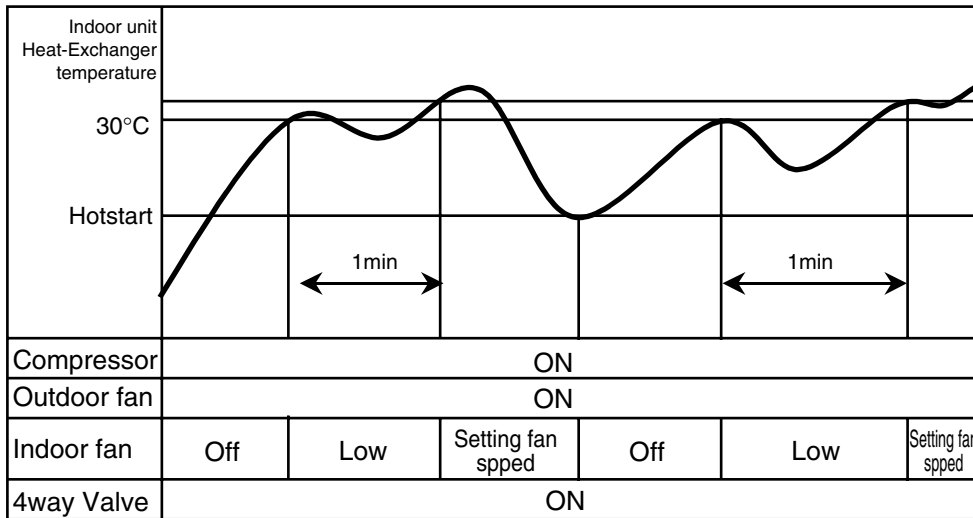 Indoor unit
Heat-Exchanger
temperature
30°C
Hotstart
1min
1min
Compressor
ON
Outdoor fan
ON
Indoor fan
Off
Low
Setting fan
spped
Off
Low
Setting fan
spped
4way Valve
ON